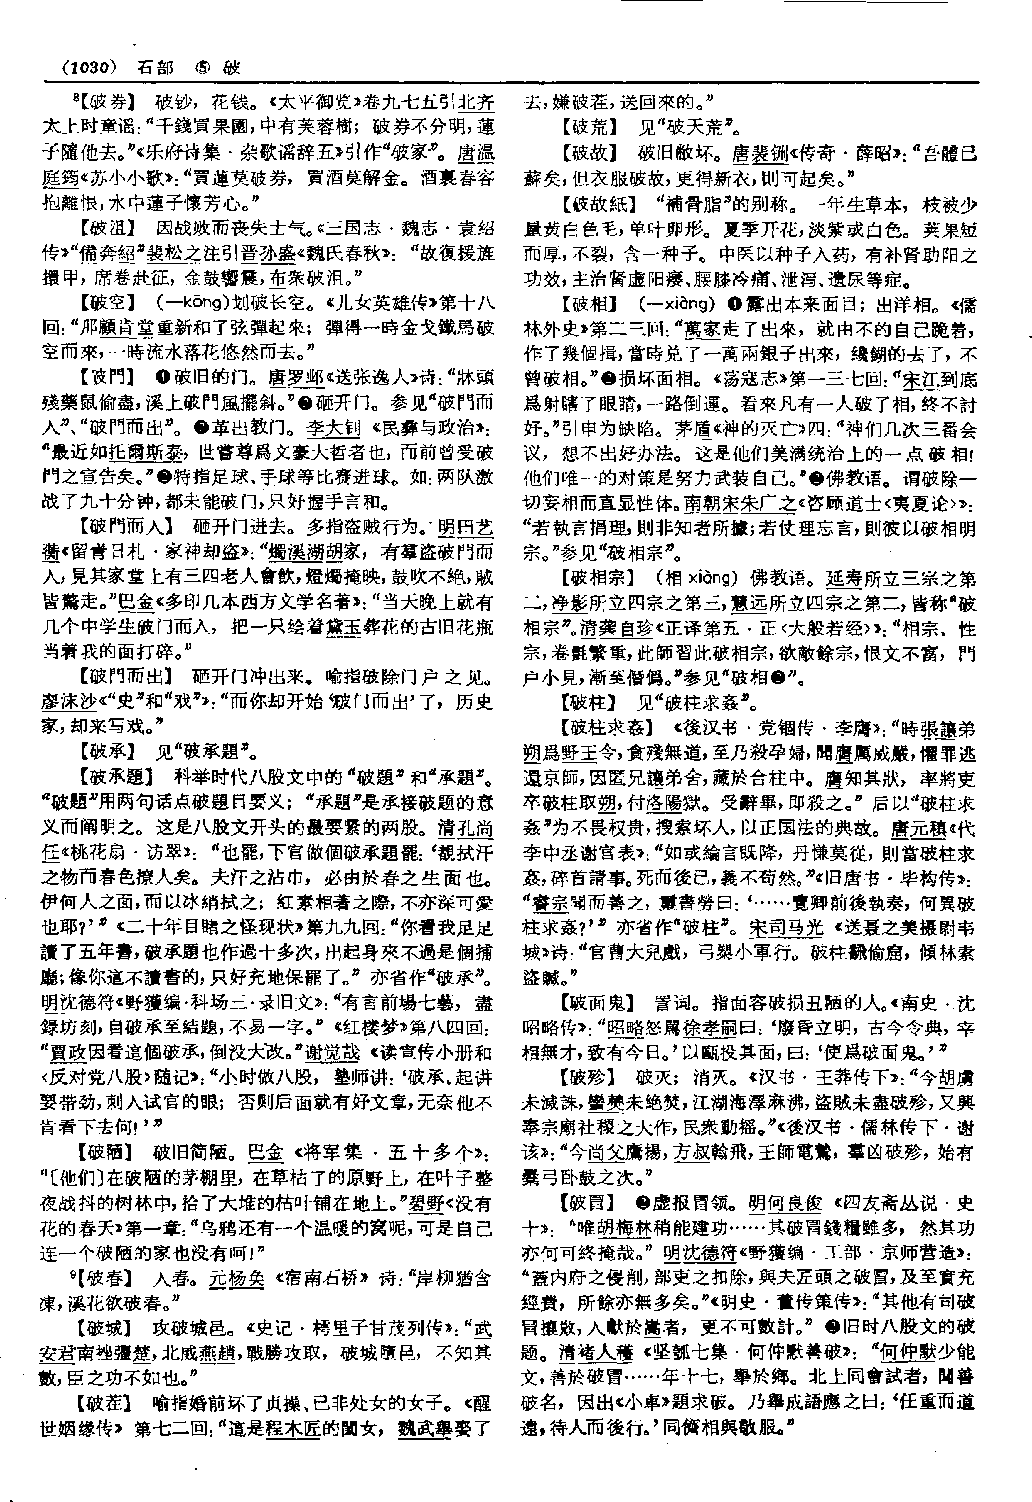 (1030) 石部 ⑤ 破
⁸【破券】 破钞，花钱。《太平御览》卷九七五引北齐
太上时童谣：“千錢買果園，中有芙蓉樹；破券不分明，蓮
子隨他去。”《乐府诗集·杂歌谣辞五》引作“破家”。唐温
庭筠《苏小小歌》：“買蓮莫破券，買酒莫解金。酒裏春容
抱離恨，水中蓮子懷芳心。”
【破沮】 因战败而丧失士气。《三国志·魏志·袁绍
传》“備奔紹”裴松之注引晋孙盛《魏氏春秋》：“故復援旌
擐甲，席卷赴征，金鼓響震，布衆破沮。”
【破空】 (一kōng)划破长空。《儿女英雄传》第十八
回：“那顧肯堂重新和了弦彈起來；彈得一時金戈鐵馬破
空而來，一時流水落花悠然而去。”
【破門】 ❶破旧的门。唐罗邺《送张逸人》诗：“牀頭
殘藥鼠偷盡，溪上破門風擺斜。”❷砸开门。参见“破門而
入”、“破門而出”。❸革出教门。李大钊《民彝与政治》：
“最近如托爾斯泰，世嘗尊爲文豪大哲者也，而前曾受破
門之宣告矣。”❹特指足球、手球等比赛进球。如：两队激
战了九十分钟，都未能破门，只好握手言和。
【破門而入】 砸开门进去。多指盗贼行为。明田艺
蘅《留青日札·家神却盗》：“燭溪湖胡家，有羣盜破門而
入，見其家堂上有三四老人會飲，燈燭掩映，鼓吹不絶，賊
皆驚走。”巴金《多印几本西方文学名著》：“当天晚上就有
几个中学生破门而入，把一只绘着黛玉葬花的古旧花瓶
当着我的面打碎。”
【破門而出】 砸开门冲出来。喻指破除门户之见。
廖沫沙《“史”和“戏”》：“而你却开始‘破门而出’了，历史
家，却来写戏。”
【破承】 见“破承題”。
【破承題】 科举时代八股文中的“破題”和“承題”。
“破題”用两句话点破题目要义；“承題”是承接破题的意
义而阐明之。这是八股文开头的最要紧的两股。清孔尚
任《桃花扇·访翠》：“也罷，下官做個破承題罷：‘覩拭汗
之物而春色撩人矣。夫汗之沾巾，必由於春之生面也。
伊何人之面，而以冰綃拭之；紅素相著之際，不亦深可愛
也耶？’”《二十年目睹之怪现状》第九九回：“你看我足足
讀了五年書，破承題也作過十多次，出起身來不過是個捕
廳；像你這不讀書的，只好充地保罷了。”亦省作“破承”。
明沈德符《野獲编·科场三·录旧文》：“有言前場七藝，盡
録坊刻，自破承至結題，不易一字。”《红楼梦》第八四回：
“賈政因看這個破承，倒没大改。”谢觉哉《读宣传小册和
〈反对党八股〉随记》：“小时做八股，塾师讲：‘破承、起讲
要带劲，刺人试官的眼；否则后面就有好文章，无奈他不
肯看下去何！’”
【破陋】 破旧简陋。巴金《将军集·五十多个》：
“〔他们〕在破陋的茅棚里，在草枯了的原野上，在叶子整
夜战抖的树林中，拾了大堆的枯叶铺在地上。”碧野《没有
花的春天》第一章：“乌鸦还有一个温暖的窝呢，可是自己
连一个破陋的家也没有呵！”
⁹【破春】 入春。元杨奂《宿南石桥》诗：“岸柳猶含
凍，溪花欲破春。”
【破城】 攻破城邑。《史记·樗里子甘茂列传》：“武
安君南挫彊楚，北威燕趙，戰勝攻取，破城墮邑，不知其
數，臣之功不如也。”
【破茬】 喻指婚前坏了贞操、已非处女的女子。《醒
世姻缘传》第七二回：“這是程木匠的閨女，魏武舉娶了
去，嫌破茬，送回來的。”
【破荒】 见“破天荒”。
【破故】 破旧敝坏。唐裴铏《传奇·薛昭》：“吾體已
蘇矣，但衣服破故，更得新衣，則可起矣。”
【破故紙】 “補骨脂”的别称。一年生草本，枝被少
量黄白色毛，单叶卵形。夏季开花，淡紫或白色。荚果短
而厚，不裂，含一种子。中医以种子入药，有补肾助阳之
功效，主治肾虚阳痿、腰膝冷痛、泄泻、遗尿等症。
【破相】 (一xiàng) ❶露出本来面目；出洋相。《儒
林外史》第二三回：“萬家走了出來，就由不的自己跪着，
作了幾個揖，當時兑了一萬兩銀子出來，纔餬的去了，不
曾破相。”❷损坏面相。《荡寇志》第一三七回：“宋江到底
爲射瞎了眼睛，一路倒運。看來凡有一人破了相，終不討
好。”引申为缺陷。茅盾《神的灭亡》四：“神们几次三番会
议，想不出好办法。这是他们美满统治上的一点破相！
他们唯一的对策是努力武装自己。”❸佛教语。谓破除一
切妄相而直显性体。南朝宋朱广之《咨顾道士〈夷夏论〉》：
“若執言捐理，則非知者所據；若仗理忘言，則彼以破相明
宗。”参见“破相宗”。
【破相宗】 (相 xiàng) 佛教语。延寿所立三宗之第
二，净影所立四宗之第三，慧远所立四宗之第二，皆称“破
相宗”。清龚自珍《正译第五·正〈大般若经〉》：“相宗、性
宗，卷氎繁重，此師習此破相宗，欲敵餘宗，恨文不富，門
户小見，漸至僭僞。”参见“破相❸”。
【破柱】 见“破柱求姦”。
【破柱求姦】 《後汉书·党锢传·李膺》：“時張讓弟
朔爲野王令，貪殘無道，至乃殺孕婦，聞膺厲威嚴，懼罪逃
還京師，因匿兄讓弟舍，藏於合柱中。膺知其狀，率將吏
卒破柱取朔，付洛陽獄。受辭畢，即殺之。”后以“破柱求
姦”为不畏权贵，搜索坏人，以正国法的典故。唐元稹《代
李中丞谢官表》：“如或綸言既降，丹慊莫從，則當破柱求
姦，碎首請事。死而後已，義不苟然。”《旧唐书·毕构传》：
“睿宗聞而善之，璽書勞曰：‘……覽卿前後執奏，何異破
柱求姦？’”亦省作“破柱”。宋司马光《送聂之美摄尉韦
城》诗：“官曹大兒戲，弓槊小軍行。破柱觀偷窟，傾林索
盜贓。”
【破面鬼】 詈词。指面容破损丑陋的人。《南史·沈
昭略传》：“昭略怒駡徐孝嗣曰：‘廢昏立明，古今令典，宰
相無才，致有今日。’以甌投其面，曰：‘使爲破面鬼。’”
【破殄】 破灭；消灭。《汉书·王莽传下》：“今胡虜
未滅誅，蠻僰未絶焚，江湖海澤麻沸，盜賊未盡破殄，又興
奉宗廟社稷之大作，民衆動摇。”《後汉书·儒林传下·谢
该》：“今尚父鷹揚，方叔翰飛，王師電鷙，羣凶破殄，始有
櫜弓卧鼓之次。”
【破冒】 ❶虚报冒领。明何良俊《四友斋丛说·史
十》：“唯胡梅林稍能建功……其破冒錢糧雖多，然其功
亦何可終掩哉。”明沈德符《野獲编·工部·京师营造》：
“蓋内府之侵削，部吏之扣除，與夫匠頭之破冒，及至實充
經費，所餘亦無多矣。”《明史·董传策传》：“其他有司破
冒攘敚，入獻於嵩者，更不可數計。”❷旧时八股文的破
题。清褚人穫《坚瓠七集·何仲默善破》：“何仲默少能
文，善於破冒……年十七，舉於鄉。北上同會試者，聞善
破名，因出《小車》題求破。乃舉成語應之曰：‘任重而道
遠，待人而後行。’同儕相與敬服。”